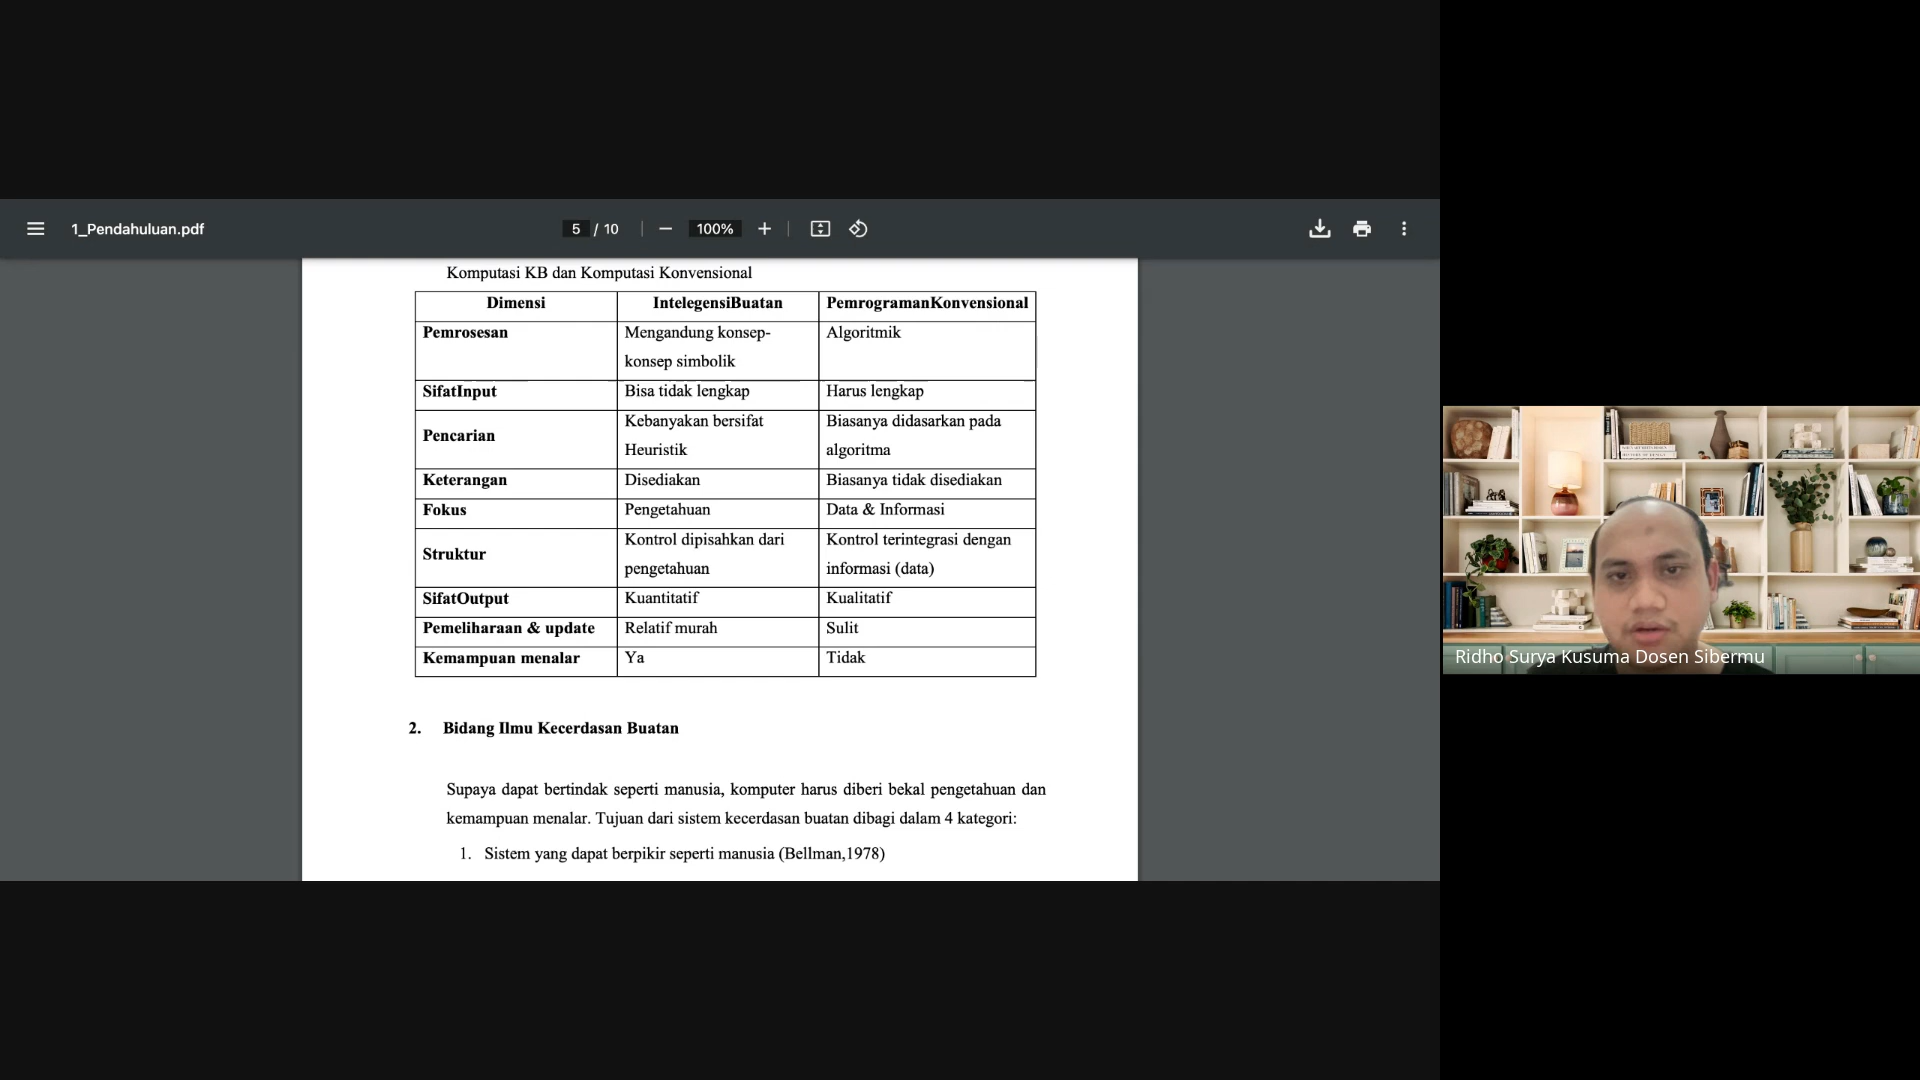 1_Pendahuluan.pdf
5 / 10
100%
Komputasi KB dan Komputasi Konvensional
Dimensi IntelegensiBuatan PemrogramanKonvensional
Pemrosesan Mengandung konsep- Algoritmik
konsep simbolik
SifatInput Bisa tidak lengkap Harus lengkap
Pencarian Kebanyakan bersifat Biasanya didasarkan pada
Heuristik algoritma
Keterangan Disediakan Biasanya tidak disediakan
Fokus Pengetahuan Data & Informasi
Struktur Kontrol dipisahkan dari Kontrol terintegrasi dengan
pengetahuan informasi (data)
SifatOutput Kuantitatif Kualitatif
Pemeliharaan & update Relatif murah Sulit
Kemampuan menalar Ya Tidak
2. Bidang Ilmu Kecerdasan Buatan
Supaya dapat bertindak seperti manusia, komputer harus diberi bekal pengetahuan dan
kemampuan menalar. Tujuan dari sistem kecerdasan buatan dibagi dalam 4 kategori:
1. Sistem yang dapat berpikir seperti manusia (Bellman,1978)
Ridho Surya Kusuma Dosen Sibermu